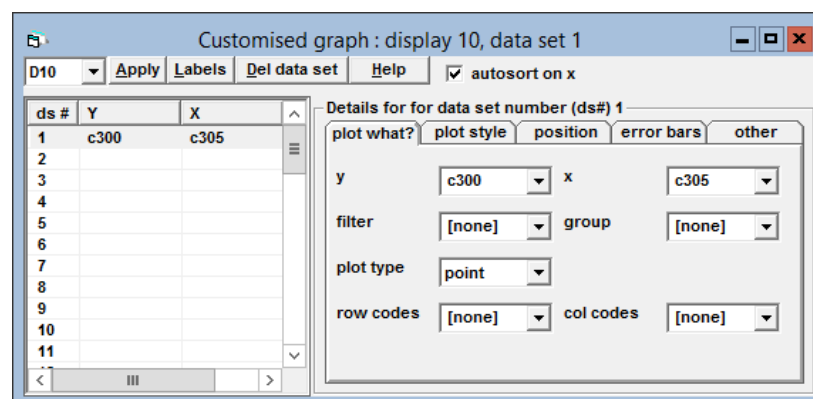 Customised graph : display 10, data set 1
D10 Apply Labels Del data set Help autosort on x
ds # Y X
1 c300 c305
2
3
4
5
6
7
8
9
10
11
Details for for data set number (ds#) 1
plot what? plot style position error bars other
y c300 x c305
filter [none] group [none]
plot type point
row codes [none] col codes [none]